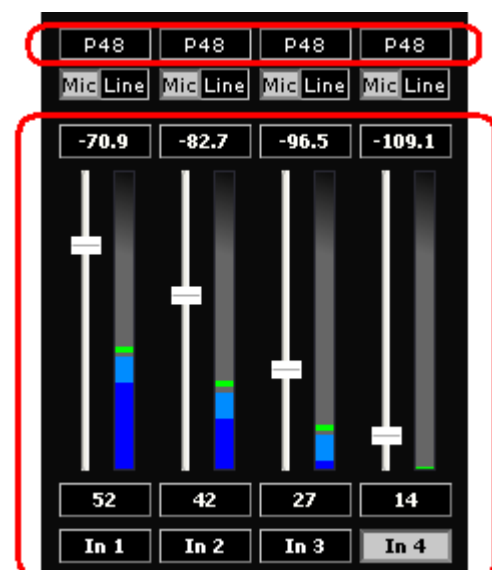 P48 P48 P48 P48
Mic Line Mic Line Mic Line Mic Line
-70.9 -82.7 -96.5 -109.1
52 42 27 14
In 1 In 2 In 3 In 4